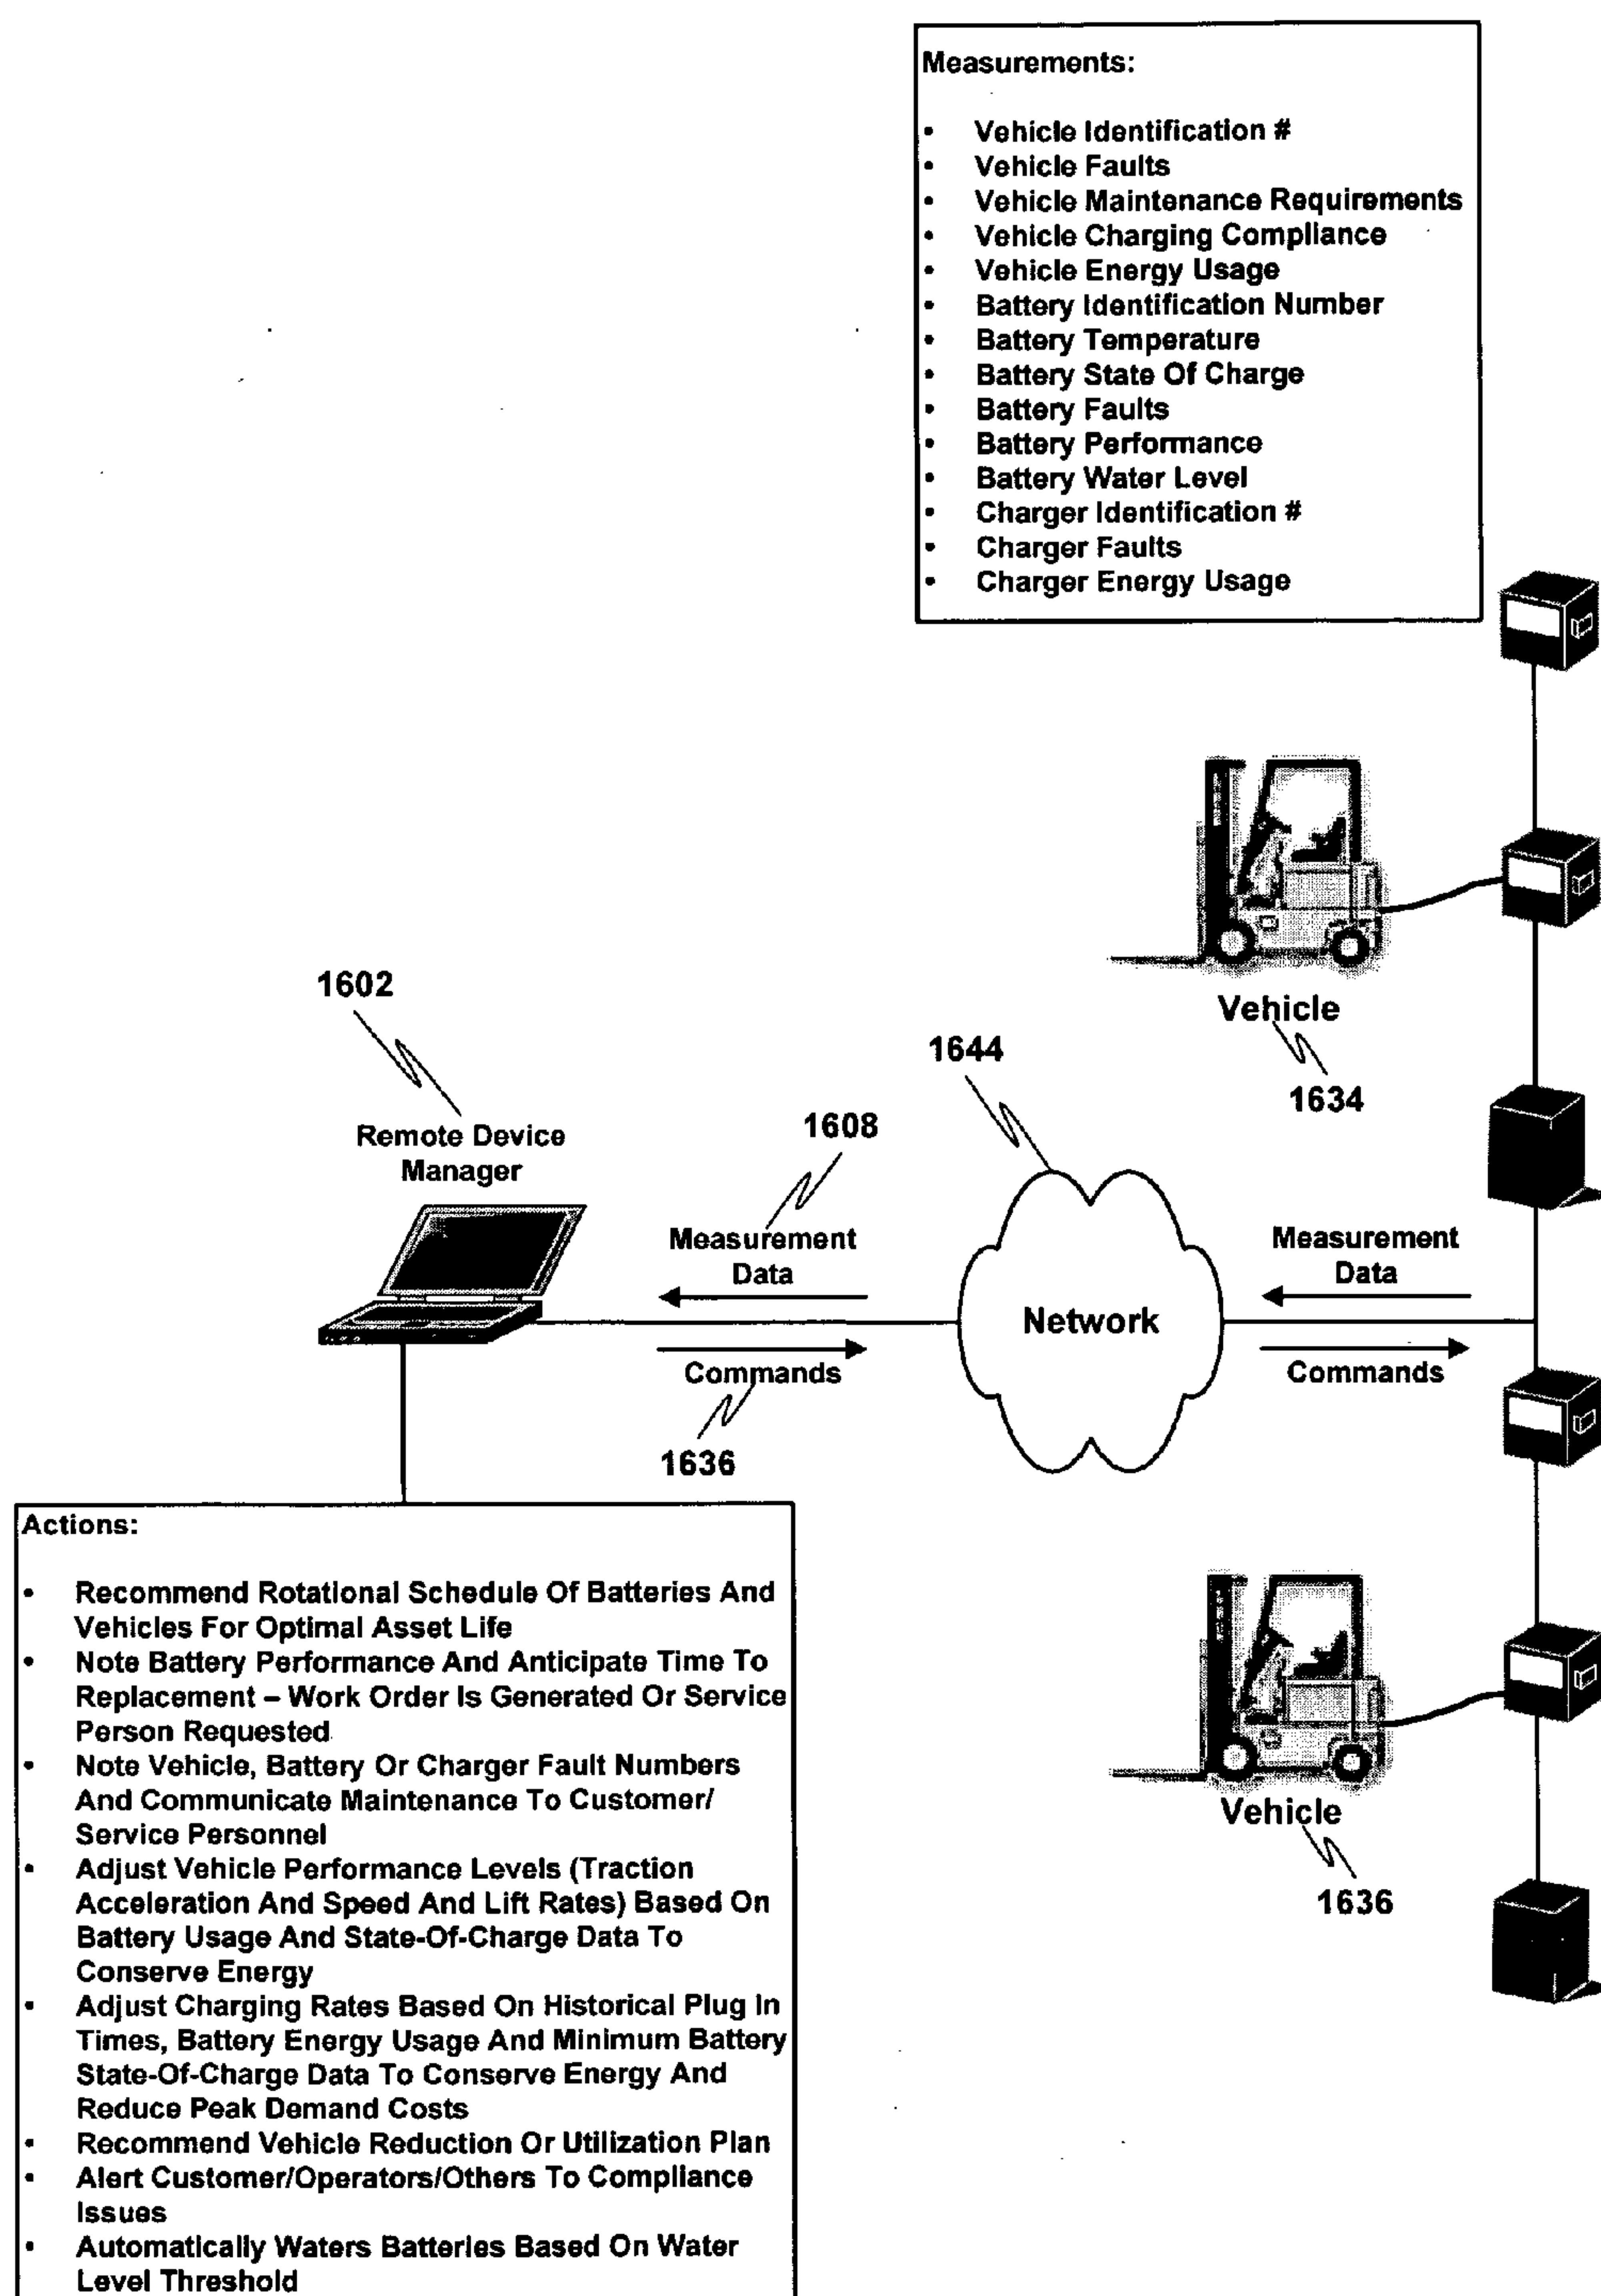 Measurements:
• Vehicle Identification #
• Vehicle Faults
• Vehicle Maintenance Requirements
• Vehicle Charging Compliance
• Vehicle Energy Usage
• Battery Identification Number
• Battery Temperature
• Battery State Of Charge
• Battery Faults
• Battery Performance
• Battery Water Level
• Charger Identification #
• Charger Faults
• Charger Energy Usage
Vehicle
1634
1602
Remote Device
Manager
1644
1608
Measurement
Data
Commands
1636
Network
Measurement
Data
Commands
Vehicle
1636
Actions:
• Recommend Rotational Schedule Of Batteries And
Vehicles For Optimal Asset Life
• Note Battery Performance And Anticipate Time To
Replacement – Work Order Is Generated Or Service
Person Requested
• Note Vehicle, Battery Or Charger Fault Numbers
And Communicate Maintenance To Customer/
Service Personnel
• Adjust Vehicle Performance Levels (Traction
Acceleration And Speed And Lift Rates) Based On
Battery Usage And State-Of-Charge Data To
Conserve Energy
• Adjust Charging Rates Based On Historical Plug In
Times, Battery Energy Usage And Minimum Battery
State-Of-Charge Data To Conserve Energy And
Reduce Peak Demand Costs
• Recommend Vehicle Reduction Or Utilization Plan
• Alert Customer/Operators/Others To Compliance
Issues
• Automatically Waters Batteries Based On Water
Level Threshold